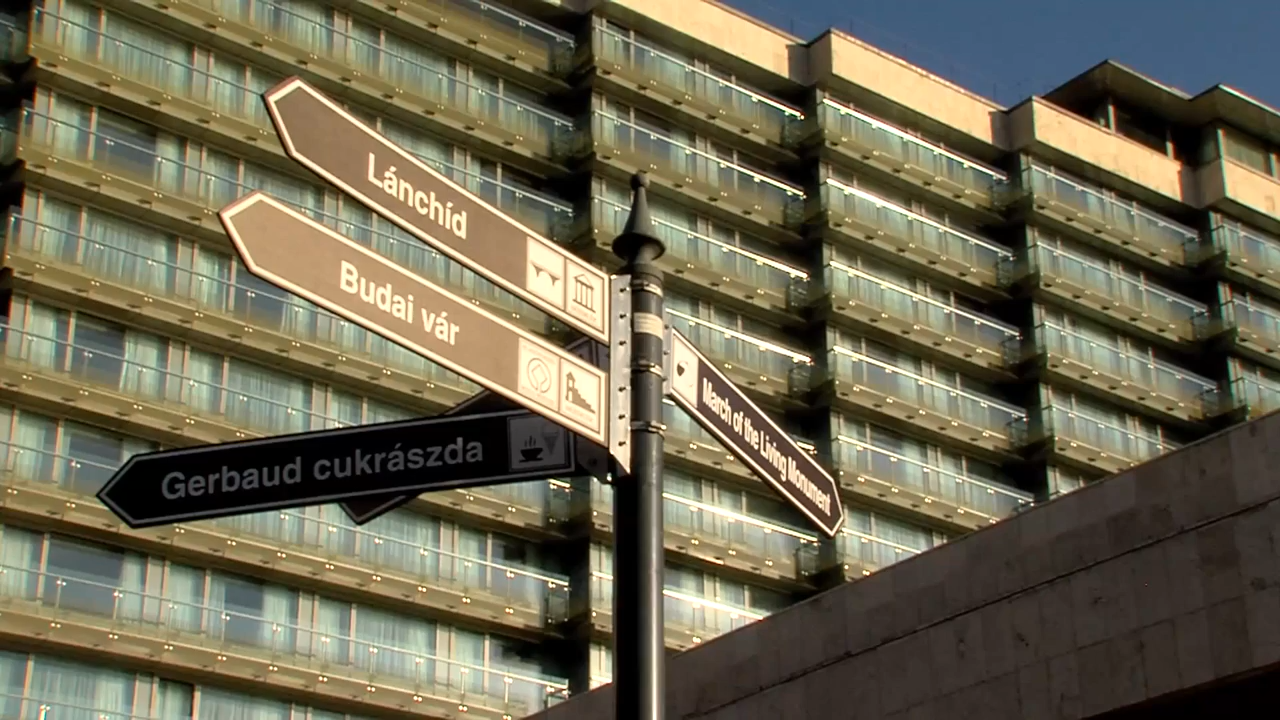 Lánchíd
Budai vár
Gerbaud cukrászda
March of the Living Monument